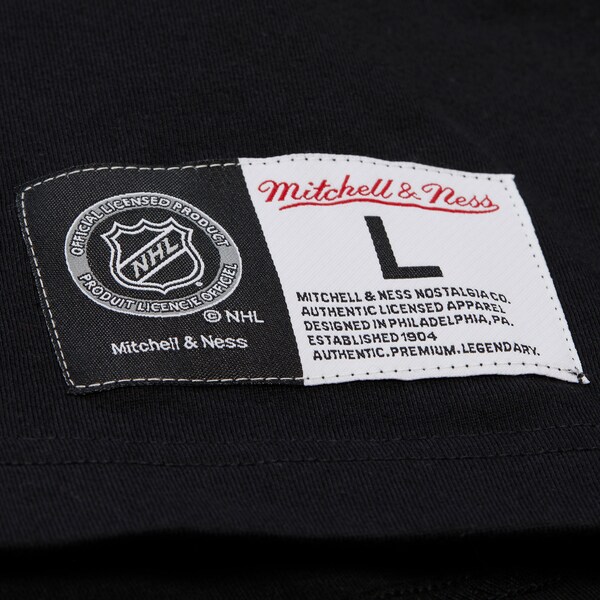 OFFICIAL LICENSED PRODUCT
NHL
PRODUIT LICENCIÉ OFFICIEL
© NHL
Mitchell & Ness
Mitchell & Ness
L
MITCHELL & NESS NOSTALGIA CO.
AUTHENTIC LICENSED APPAREL
DESIGNED IN PHILADELPHIA, PA.
ESTABLISHED 1904
AUTHENTIC. PREMIUM. LEGENDARY.